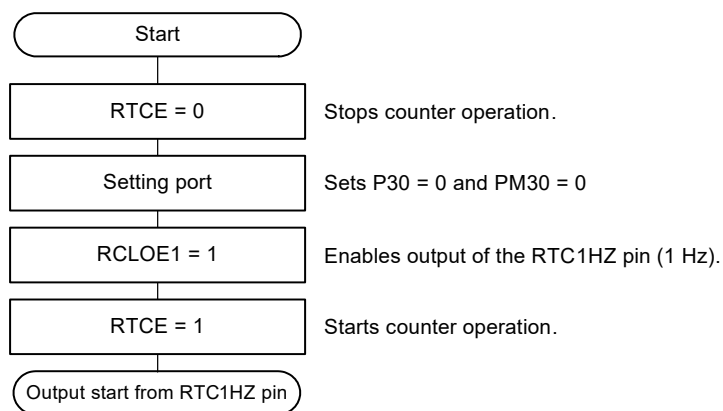 Start
RTCE = 0
Stops counter operation.
Setting port
Sets P30 = 0 and PM30 = 0
RCLOE1 = 1
Enables output of the RTC1HZ pin (1 Hz).
RTCE = 1
Starts counter operation.
Output start from RTC1HZ pin